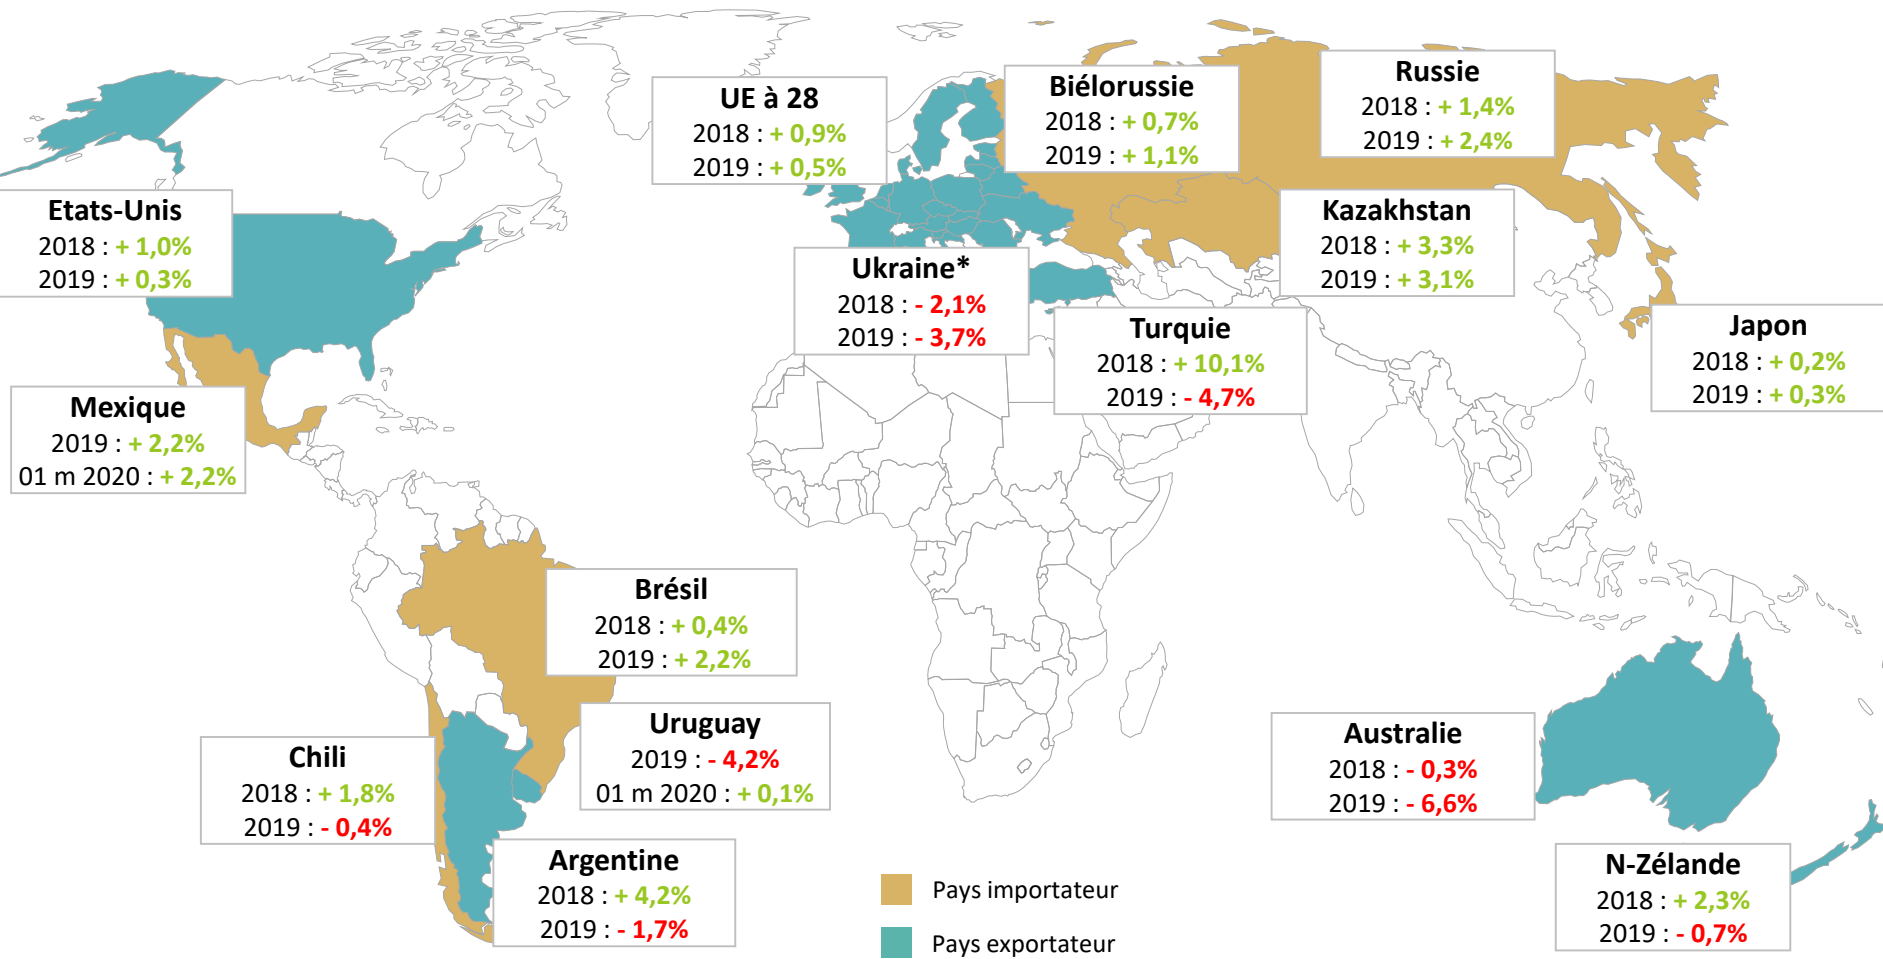 UE à 28
2018 : + 0,9%
2019 : + 0,5%
Biélorussie
2018 : + 0,7%
2019 : + 1,1%
Russie
2018 : + 1,4%
2019 : + 2,4%
Etats-Unis
2018 : + 1,0%
2019 : + 0,3%
Kazakhstan
2018 : + 3,3%
2019 : + 3,1%
Ukraine*
2018 : - 2,1%
2019 : - 3,7%
Turquie
2018 : + 10,1%
2019 : - 4,7%
Japon
2018 : + 0,2%
2019 : + 0,3%
Mexique
2019 : + 2,2%
01 m 2020 : + 2,2%
Brésil
2018 : + 0,4%
2019 : + 2,2%
Uruguay
2019 : - 4,2%
01 m 2020 : + 0,1%
Chili
2018 : + 1,8%
2019 : - 0,4%
Australie
2018 : - 0,3%
2019 : - 6,6%
Argentine
2018 : + 4,2%
2019 : - 1,7%
N-Zélande
2018 : + 2,3%
2019 : - 0,7%
Pays importateur
Pays exportateur